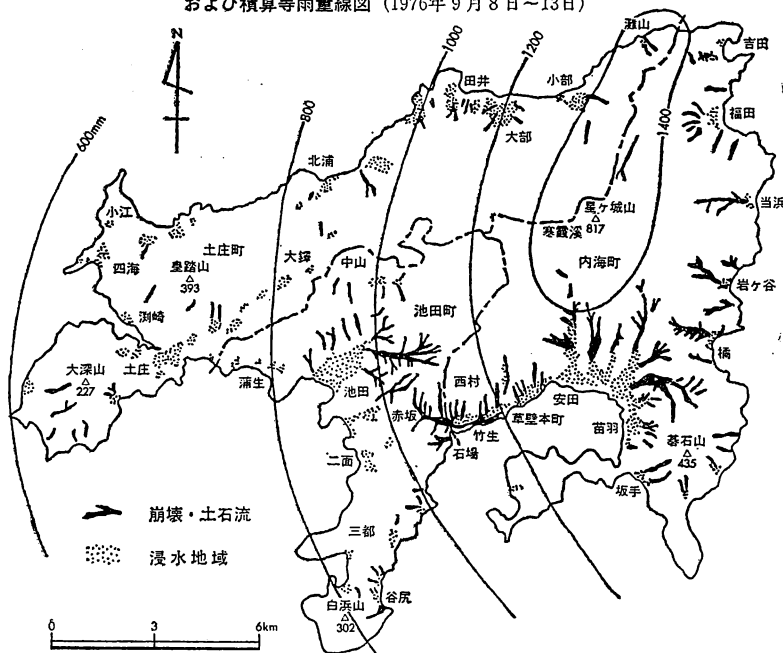 および積算等雨量線図 (1976年9月8日~13日)
N
600mm
800
1000
1200
1400
灘山
吉田
田井
小部
福田
大部
北浦
当浜
星ヶ城山
817
寒霞溪
小江
土庄町
四海
皇踏山
393
大鐸
中山
内海町
岩ヶ谷
池田町
渕崎
橘
大深山
227
土庄
蒲生
池田
西村
安田
赤坂
草壁本町
竹生
苗羽
石場
碁石山
435
二面
坂手
崩壊・土石流
三都
浸水地域
谷尻
白浜山
302
0 3 6km